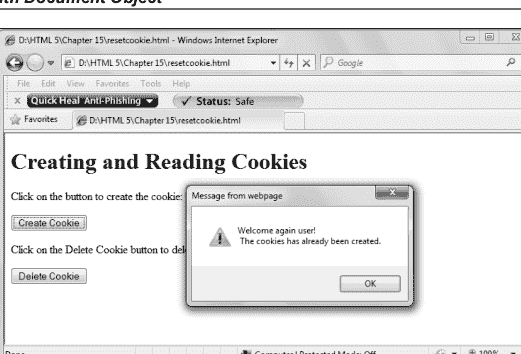 with Document Object
D:\HTML 5\Chapter 15\resetcookie.html - Windows Internet Explorer
D:\HTML 5\Chapter 15\resetcookie.html
Google
File Edit View Favorites Tools Help
x Quick Heal Anti-Phishing Status: Safe
Favorites D:\HTML 5\Chapter 15\resetcookie.html
Creating and Reading Cookies
Click on the button to create the cookie:
Create Cookie
Click on the Delete Cookie button to del
Delete Cookie
Message from webpage
Welcome again user!
The cookies has already been created.
OK
Done Computer | Protected Mode: Off 100%